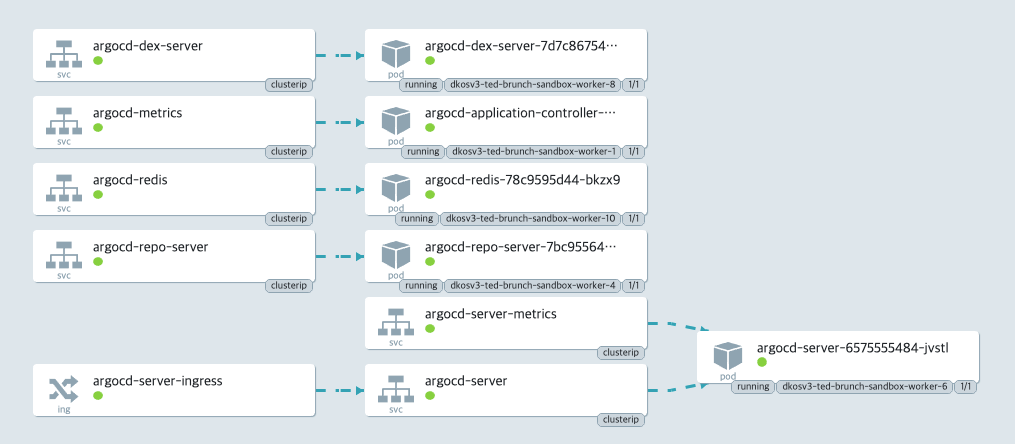 argocd-dex-server
svc
clusterip
argocd-dex-server-7d7c86754···
pod
running dkosv3-ted-brunch-sandbox-worker-8 1/1
argocd-metrics
svc
clusterip
argocd-application-controller-···
pod
running dkosv3-ted-brunch-sandbox-worker-1 1/1
argocd-redis
svc
clusterip
argocd-redis-78c9595d44-bkzx9
pod
running dkosv3-ted-brunch-sandbox-worker-10 1/1
argocd-repo-server
svc
clusterip
argocd-repo-server-7bc95564···
pod
running dkosv3-ted-brunch-sandbox-worker-4 1/1
argocd-server-metrics
svc
clusterip
argocd-server-6575555484-jvstl
pod
running dkosv3-ted-brunch-sandbox-worker-6 1/1
argocd-server-ingress
ing
argocd-server
svc
clusterip